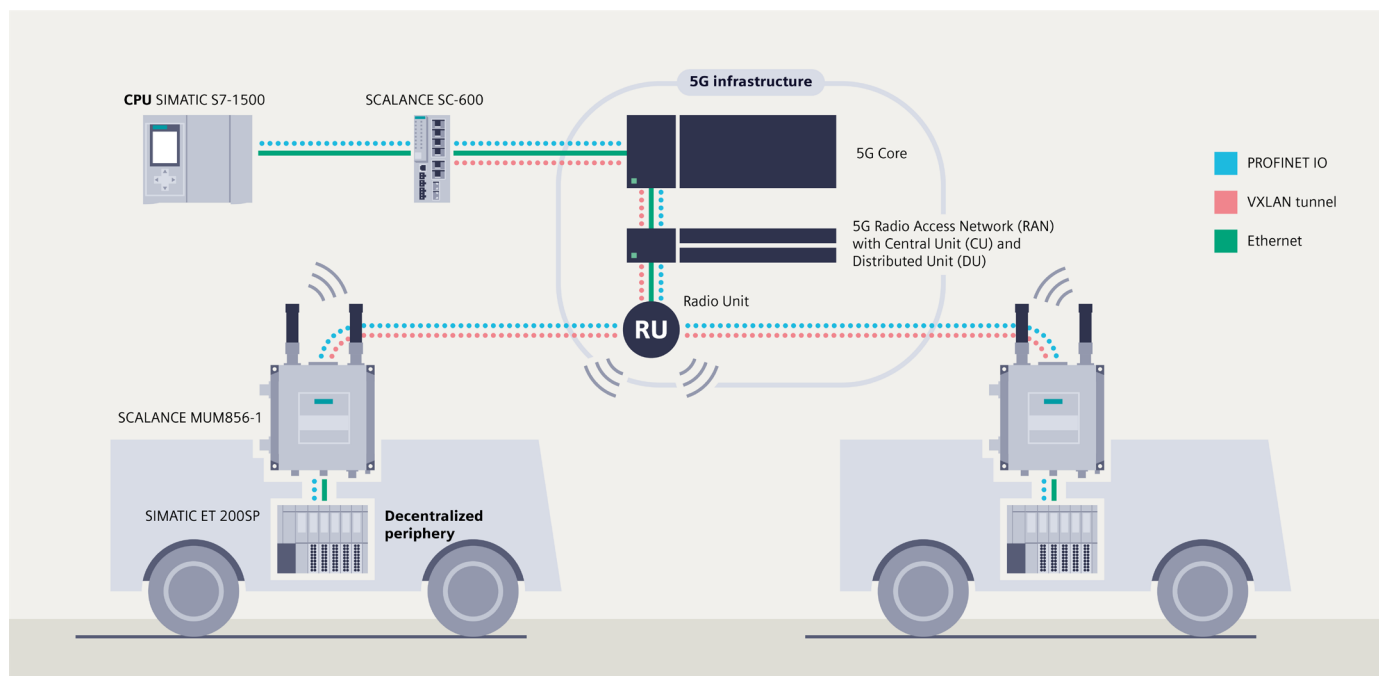 5G infrastructure
CPU SIMATIC S7-1500
SCALANCE SC-600
5G Core
PROFINET IO
VXLAN tunnel
Ethernet
5G Radio Access Network (RAN)
with Central Unit (CU) and
Distributed Unit (DU)
Radio Unit
RU
SCALANCE MUM856-1
SIMATIC ET 200SP
Decentralized
periphery